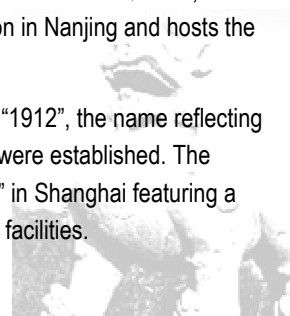 on in Nanjing and hosts the
“1912”, the name reflecting
were established. The
” in Shanghai featuring a
facilities.